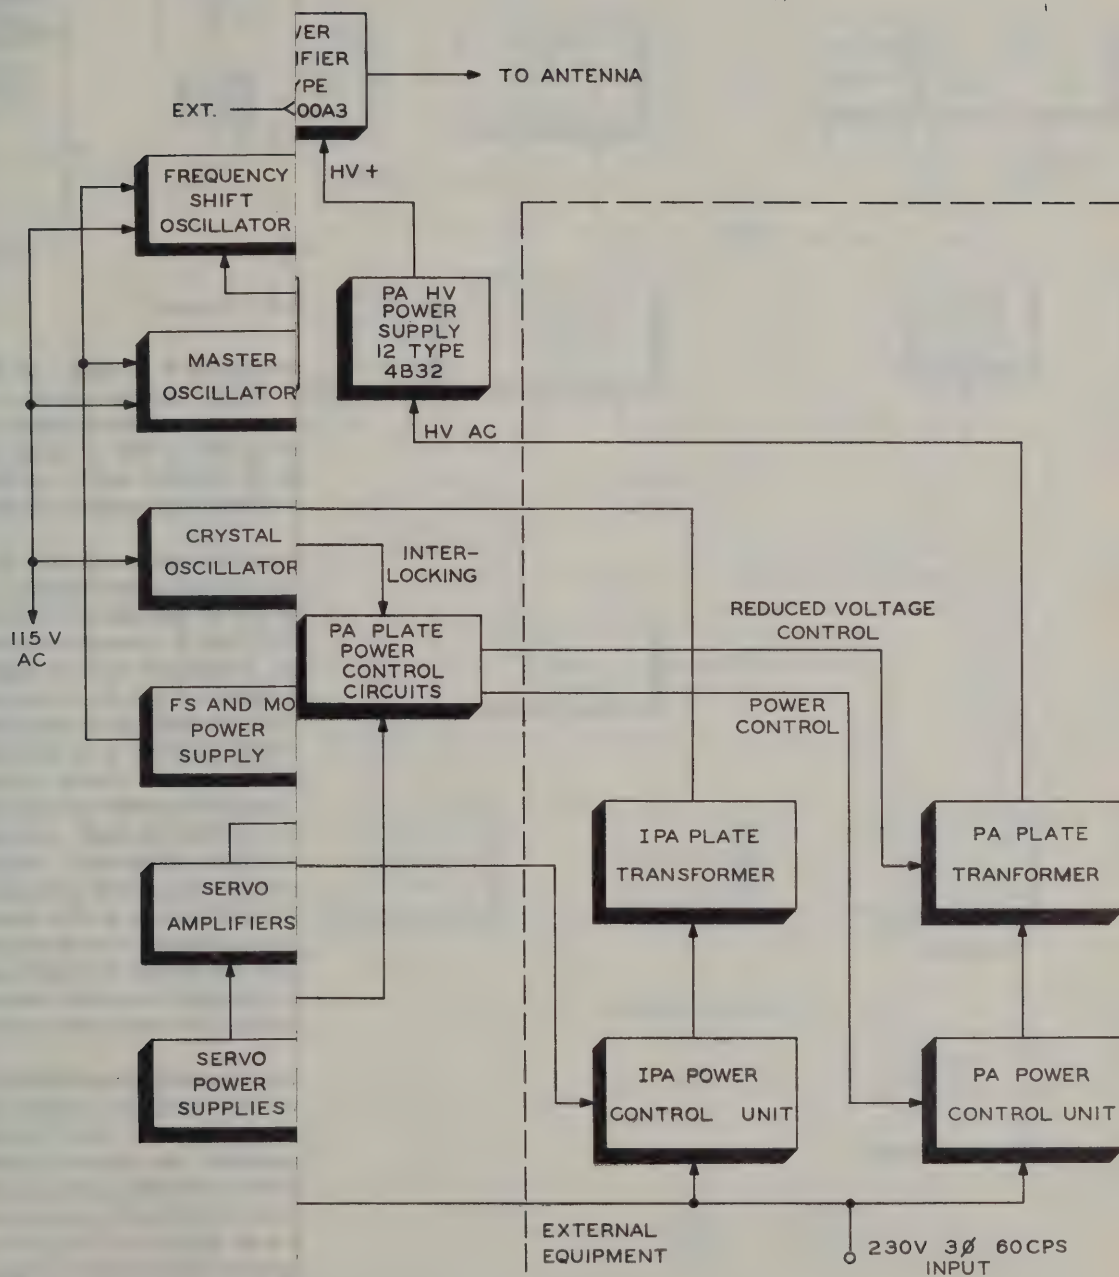 TO ANTENNA
TYPE
EXT.
00A3
HV +
FREQUENCY
SHIFT
OSCILLATOR
PA HV
POWER
SUPPLY
12 TYPE
4B32
MASTER
OSCILLATOR
HV AC
CRYSTAL
OSCILLATOR
INTER-
LOCKING
115 V
AC
PA PLATE
POWER
CONTROL
CIRCUITS
REDUCED VOLTAGE
CONTROL
POWER
CONTROL
FS AND MO
POWER
SUPPLY
IPA PLATE
TRANSFORMER
PA PLATE
TRANFORMER
SERVO
AMPLIFIERS
SERVO
POWER
SUPPLIES
IPA POWER
CONTROL UNIT
PA POWER
CONTROL UNIT
EXTERNAL
EQUIPMENT
230V 3Ø 60CPS
INPUT